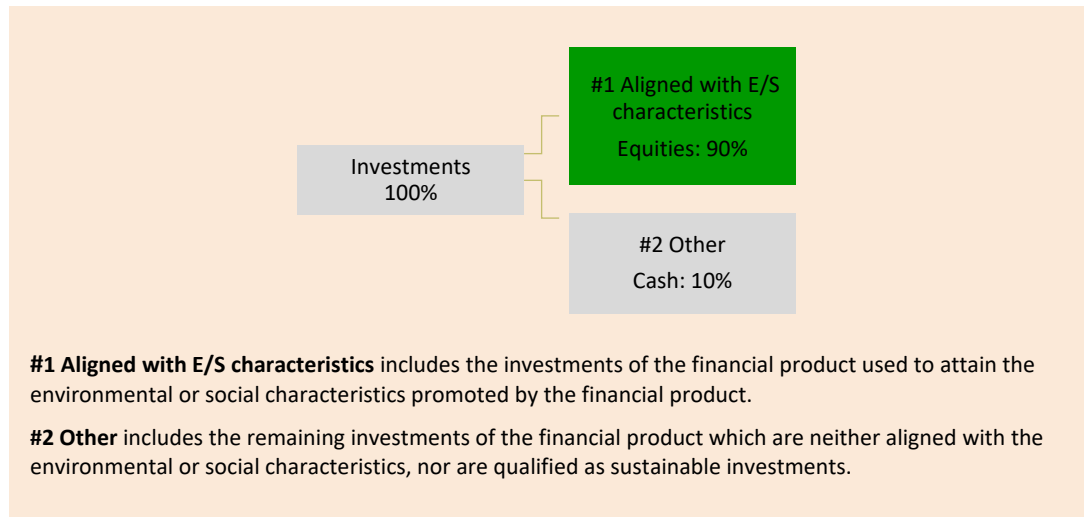 #1 Aligned with E/S
characteristics
Equities: 90%
Investments
100%
#2 Other
Cash: 10%
#1 Aligned with E/S characteristics includes the investments of the financial product used to attain the
environmental or social characteristics promoted by the financial product.
#2 Other includes the remaining investments of the financial product which are neither aligned with the
environmental or social characteristics, nor are qualified as sustainable investments.